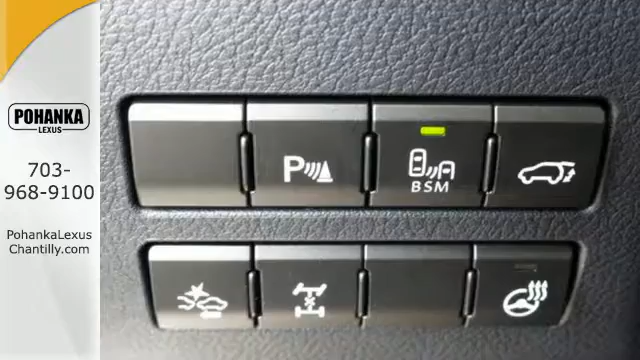 POHANKA
LEXUS
703-
968-9100
PohankaLexus
Chantilly.com
P
BSM